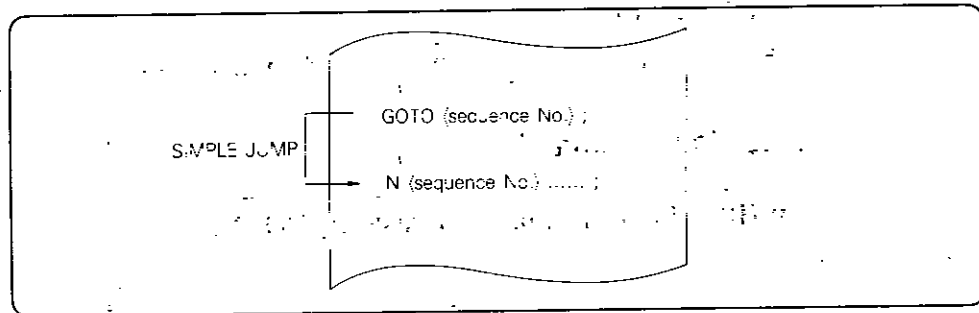 GOTO (sequence No.) ;
SIMPLE JUMP
N (sequence No.) ...... ;